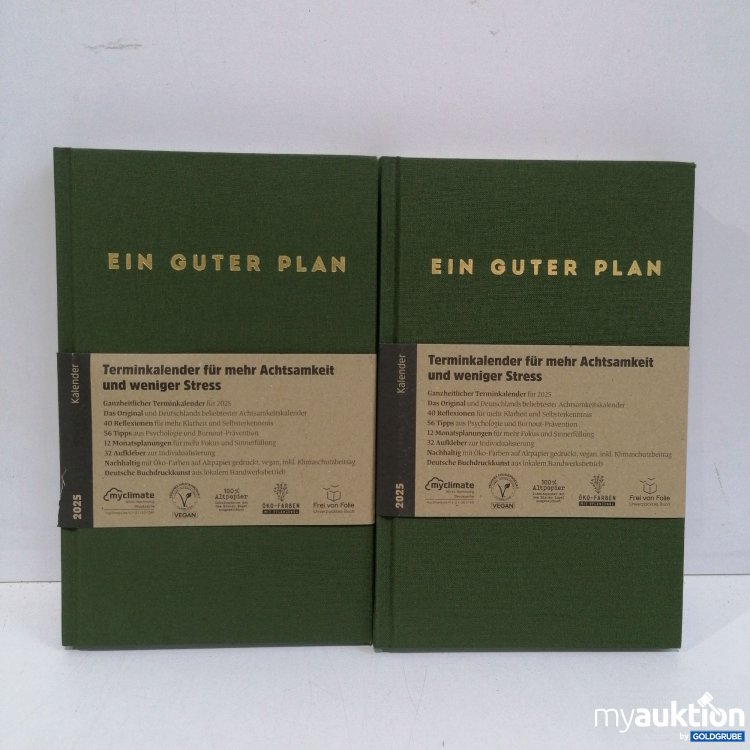 EIN GUTER PLAN
Kalender
2025
Terminkalender für mehr Achtsamkeit
und weniger Stress
Ganzheitlicher Terminkalender für 2025
Das Original und Deutschlands beliebtester Achtsamkeitskalender
40 Reflexionen für mehr Klarheit und Selbsterkenntnis
56 Tipps aus Psychologie und Burnout-Prävention
12 Monatsplanungen für mehr Fokus und Sinnerfüllung
32 Aufkleber zur Individualisierung
Nachhaltig mit Öko-Farben auf Altpapier gedruckt, vegan, inkl. Klimaschutzbeitrag
Deutsche Buchdruckkunst aus lokalem Handwerksbetrieb
myclimate
VEGAN
100%
Altpapier
ÖKO-FARBEN
Frei von Folie
Unverpacktes Buch
EIN GUTER PLAN
Kalender
2025
Terminkalender für mehr Achtsamkeit
und weniger Stress
Ganzheitlicher Terminkalender für 2025
Das Original und Deutschlands beliebtester Achtsamkeitskalender
40 Reflexionen für mehr Klarheit und Selbsterkenntnis
56 Tipps aus Psychologie und Burnout-Prävention
12 Monatsplanungen für mehr Fokus und Sinnerfüllung
32 Aufkleber zur Individualisierung
Nachhaltig mit Öko-Farben auf Altpapier gedruckt, vegan, inkl. Klimaschutzbeitrag
Deutsche Buchdruckkunst aus lokalem Handwerksbetrieb
myclimate
VEGAN
100%
Altpapier
ÖKO-FARBEN
Frei von Folie
Unverpacktes Buch
myauktion
by GOLDGRUBE